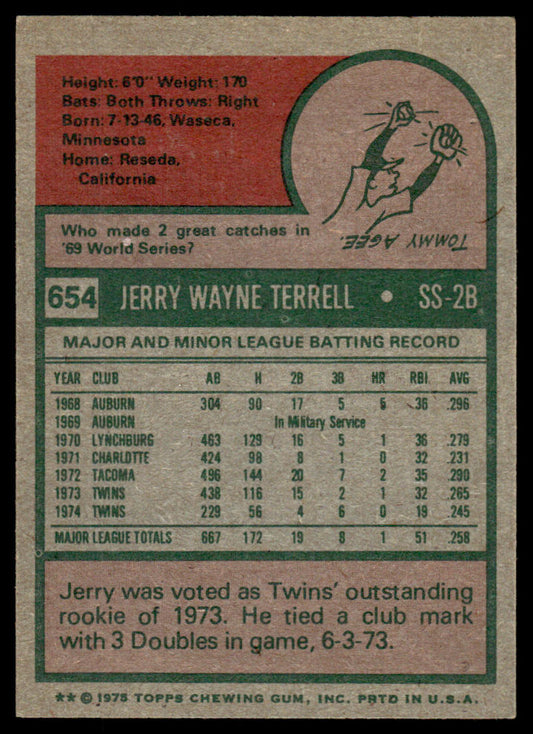 Height: 6'0" Weight: 170
Bats: Both Throws: Right
Born: 7-13-46, Waseca,
Minnesota
Home: Reseda,
California
Who made 2 great catches in
'69 World Series?
TOMMY AGEE.
654 JERRY WAYNE TERRELL • SS-2B
MAJOR AND MINOR LEAGUE BATTING RECORD
YEAR CLUB AB H 2B 3B HR RBI AVG
1968 AUBURN 304 90 17 5 6 36 .296
1969 AUBURN In Military Service
1970 LYNCHBURG 463 129 16 5 1 36 .279
1971 CHARLOTTE 424 98 8 1 0 32 .231
1972 TACOMA 496 144 20 7 2 35 .290
1973 TWINS 438 116 15 2 1 32 .265
1974 TWINS 229 56 4 6 0 19 .245
MAJOR LEAGUE TOTALS 667 172 19 8 1 51 .258
Jerry was voted as Twins' outstanding
rookie of 1973. He tied a club mark
with 3 Doubles in game, 6-3-73.
** © 1975 TOPPS CHEWING GUM, INC. PRTD IN U.S.A.